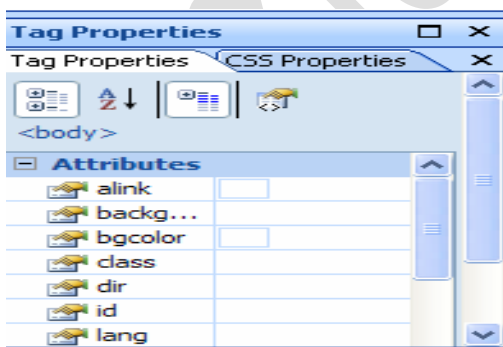 Tag Properties
Tag Properties CSS Properties
<body>
Attributes
alink
backg...
bgcolor
class
dir
id
lang